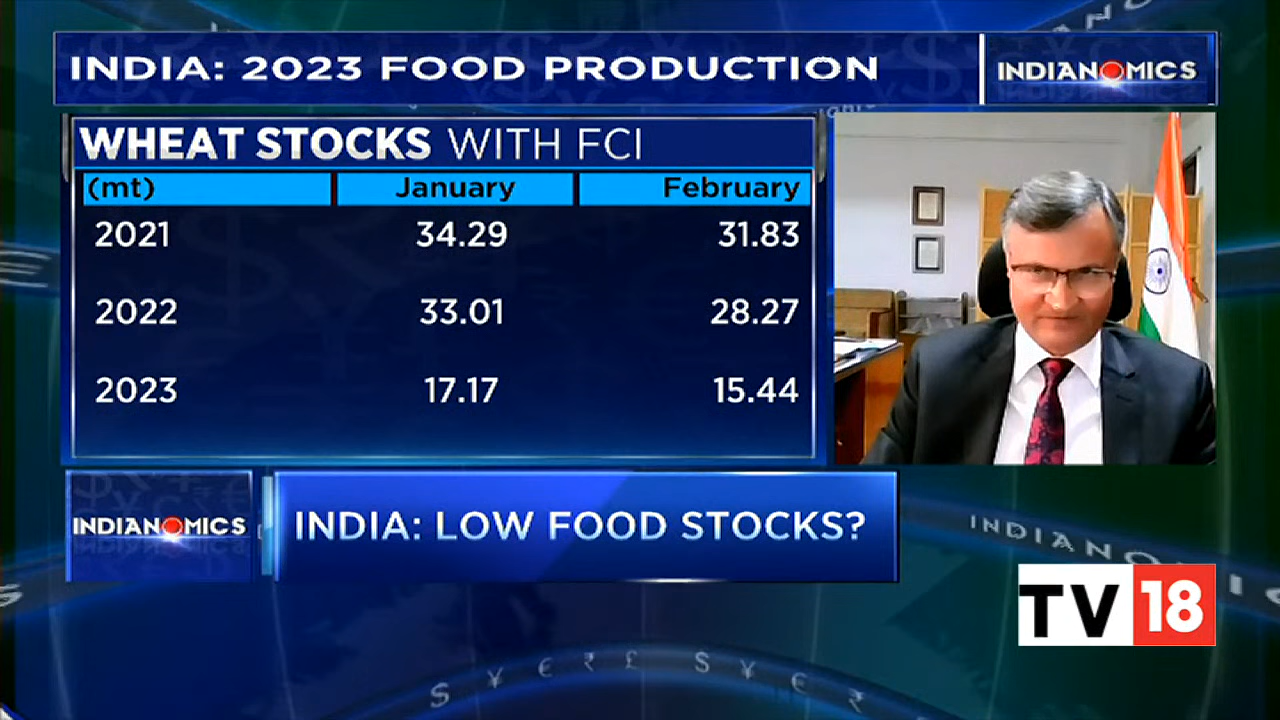 INDIA: 2023 FOOD PRODUCTION
INDIANOMICS
WHEAT STOCKS WITH FCI
(mt) January February
2021 34.29 31.83
2022 33.01 28.27
2023 17.17 15.44
INDIANOMICS
INDIA: LOW FOOD STOCKS?
INDIANOMICS
TV18
$ ¥ € ₹ £ $ ¥ € ₹